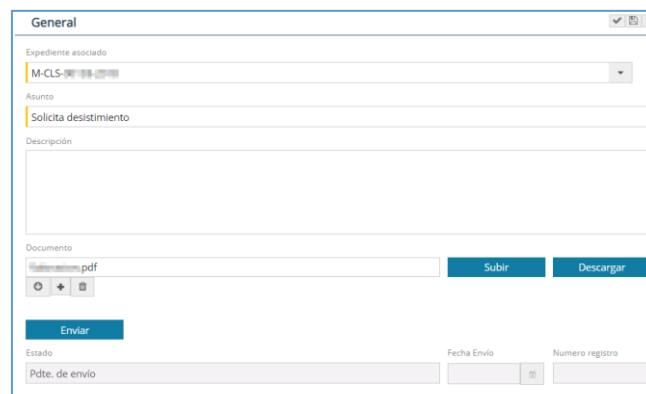 General
Expediente asociado
M-CLS-
Asunto
Solicita desistimiento
Descripción
Documento
.pdf
Subir
Descargar
Enviar
Estado
Fecha Envío
Numero registro
Pdte. de envío